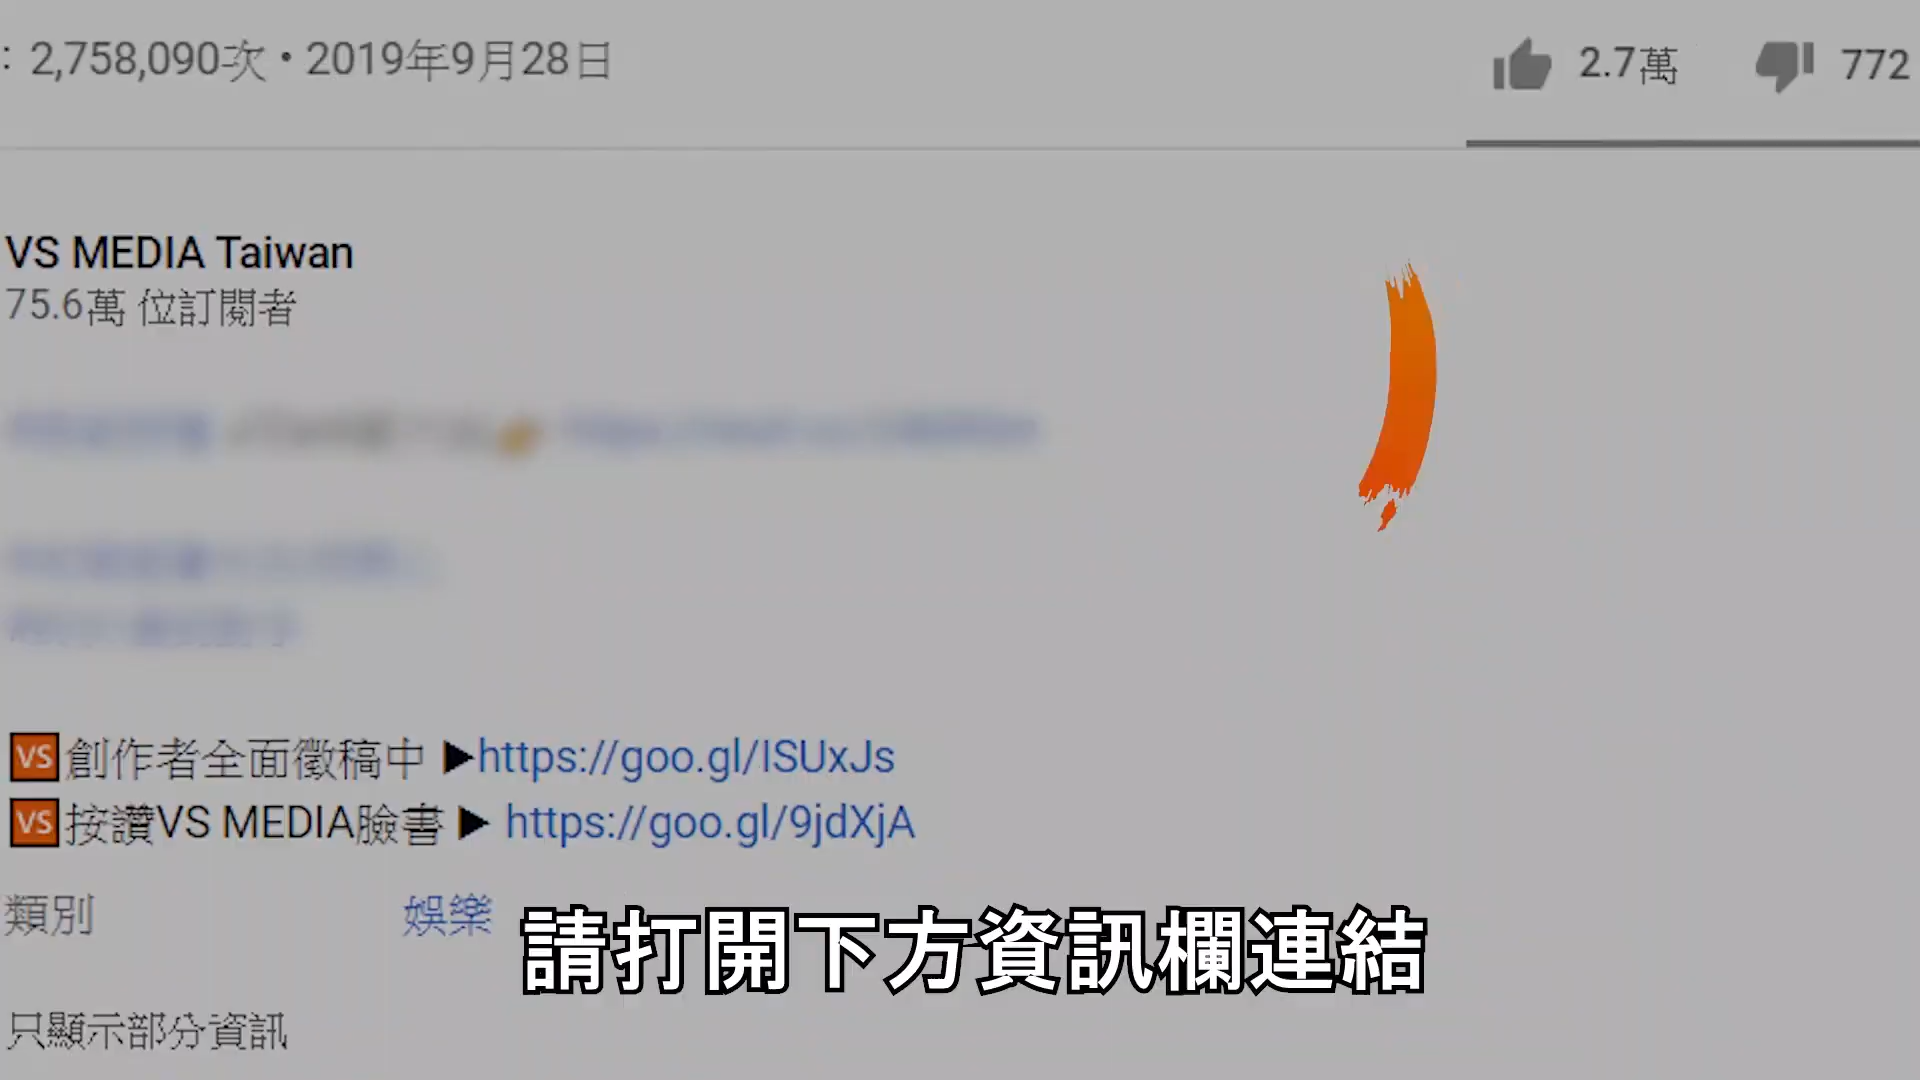 : 2,758,090次 • 2019年9月28日
2.7萬
772
VS MEDIA Taiwan
75.6萬 位訂閱者
VS 創作者全面徵稿中 ▶https://goo.gl/ISUxJs
VS 按讚VS MEDIA臉書 ▶ https://goo.gl/9jdXjA
類別 娛樂
請打開下方資訊欄連結
只顯示部分資訊